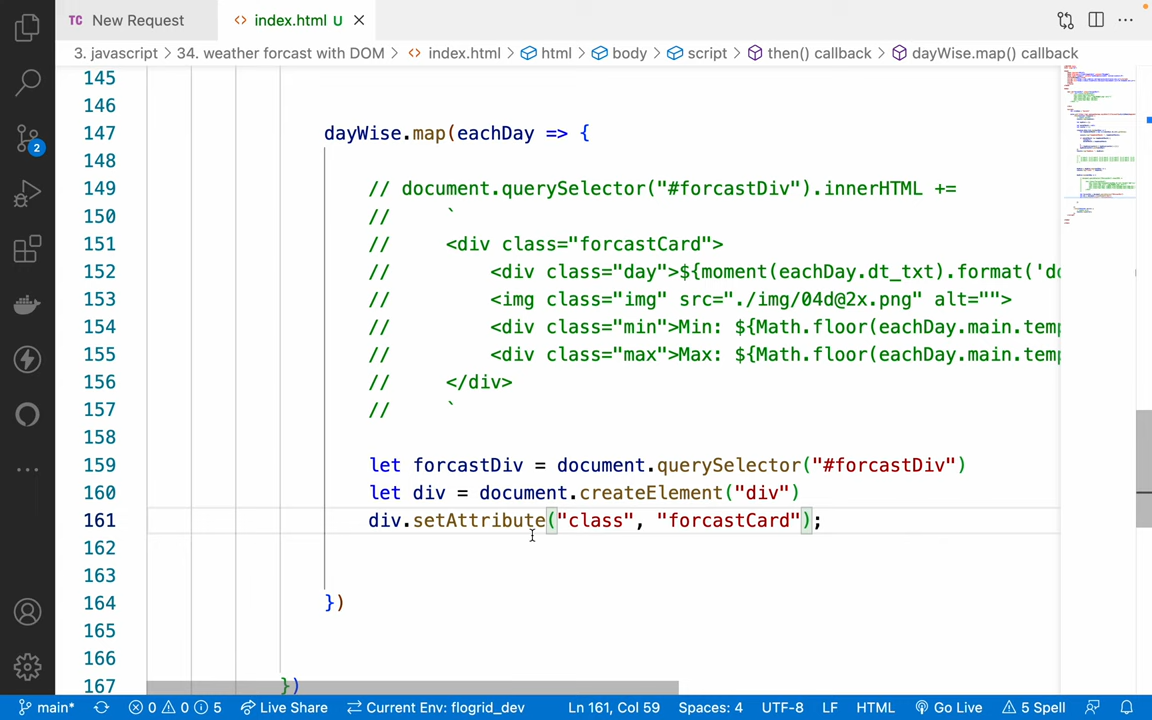 TC New Request
<> index.html U ×
3. javascript > 34. weather forcast with DOM > <> index.html > html > body > script > then() callback > dayWise.map() callback
145
146
147 dayWise.map(eachDay => {
148
149 // document.querySelector("#forcastDiv").innerHTML +=
150 // `
151 // <div class="forcastCard">
152 // <div class="day">${moment(eachDay.dt_txt).format('do
153 // <img class="img" src="./img/04d@2x.png" alt="">
154 // <div class="min">Min: ${Math.floor(eachDay.main.temp
155 // <div class="max">Max: ${Math.floor(eachDay.main.temp
156 // </div>
157 // `
158
159 let forcastDiv = document.querySelector("#forcastDiv")
160 let div = document.createElement("div")
161 div.setAttribute("class", "forcastCard");
162
163
164 })
165
166
167 })
2
main* 0 0 5 Live Share Current Env: flogrid_dev Ln 161, Col 59 Spaces: 4 UTF-8 LF HTML Go Live 5 Spell